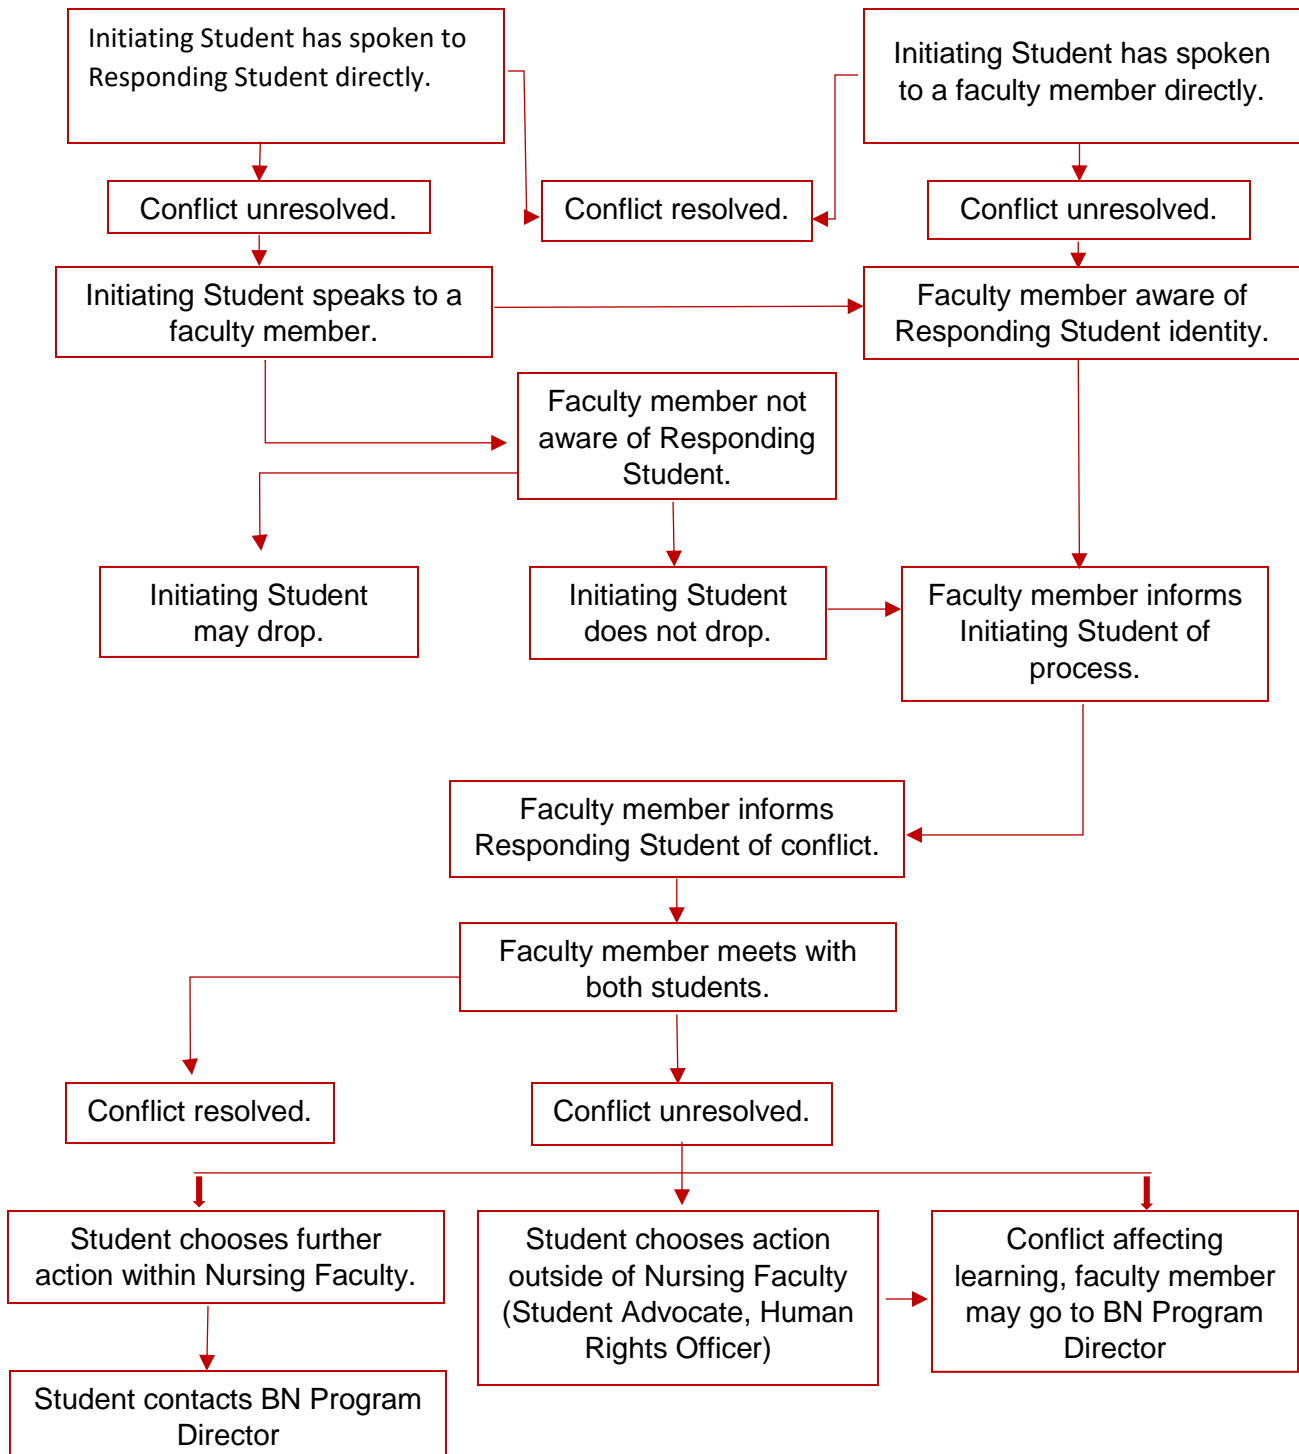 Initiating Student has spoken to
Responding Student directly.
Initiating Student has spoken
to a faculty member directly.
Conflict unresolved.
Conflict resolved.
Conflict unresolved.
Initiating Student speaks to a
faculty member.
Faculty member aware of
Responding Student identity.
Faculty member not
aware of Responding
Student.
Initiating Student
may drop.
Initiating Student
does not drop.
Faculty member informs
Initiating Student of
process.
Faculty member informs
Responding Student of conflict.
Faculty member meets with
both students.
Conflict resolved.
Conflict unresolved.
Student chooses further
action within Nursing Faculty.
Student chooses action
outside of Nursing Faculty
(Student Advocate, Human
Rights Officer)
Conflict affecting
learning, faculty member
may go to BN Program
Director
Student contacts BN Program
Director